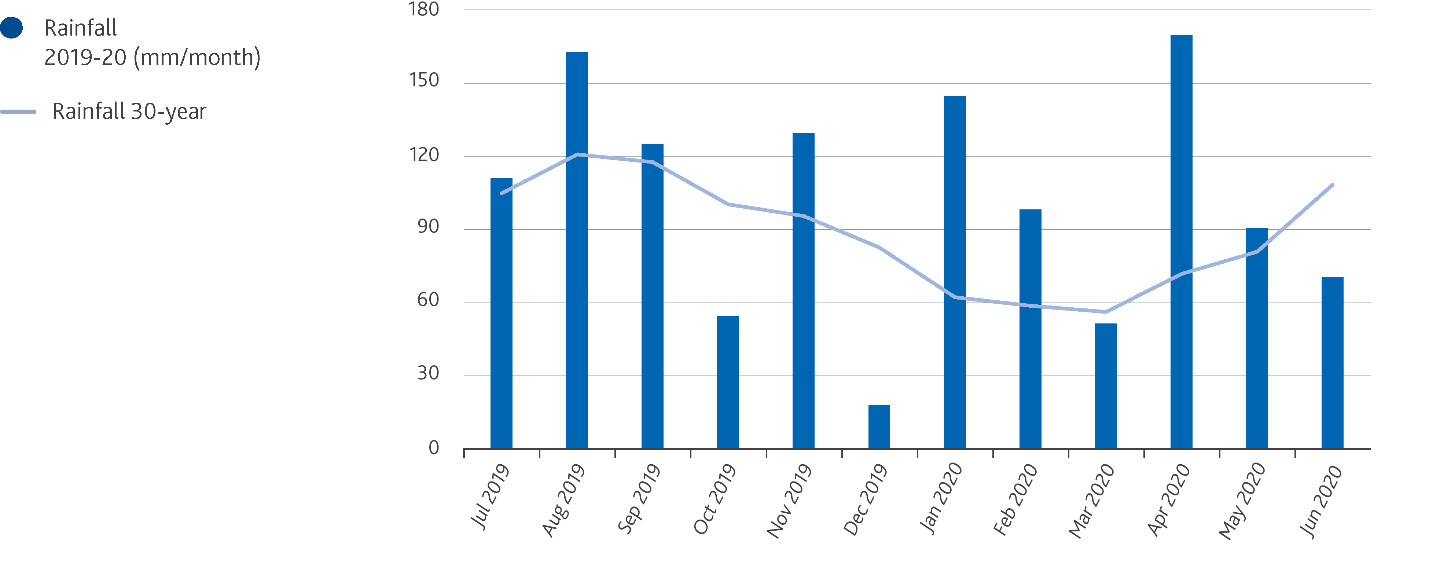 Rainfall
2019-20 (mm/month)
Rainfall 30-year
180
150
120
90
60
30
0
Jul 2019
Aug 2019
Sep 2019
Oct 2019
Nov 2019
Dec 2019
Jan 2020
Feb 2020
Mar 2020
Apr 2020
May 2020
Jun 2020